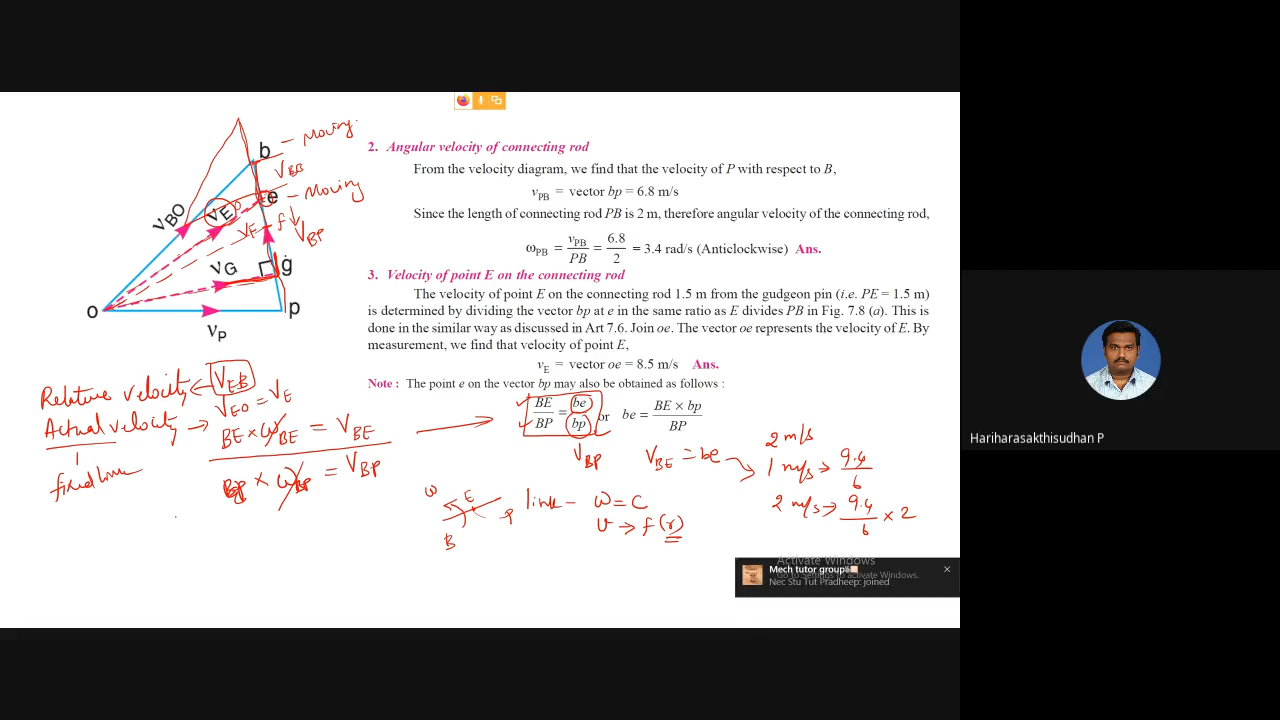 b – Moving
VBO
VEB
e – Moving
VE
VE f
VBP
VG
g
o
p
VP
2. Angular velocity of connecting rod
From the velocity diagram, we find that the velocity of P with respect to B,
vPB = vector bp = 6.8 m/s
Since the length of connecting rod PB is 2 m, therefore angular velocity of the connecting rod,
ωPB = vPB / PB = 6.8 / 2 = 3.4 rad/s (Anticlockwise) Ans.
3. Velocity of point E on the connecting rod
The velocity of point E on the connecting rod 1.5 m from the gudgeon pin (i.e. PE = 1.5 m)
is determined by dividing the vector bp at e in the same ratio as E divides PB in Fig. 7.8 (a). This is
done in the similar way as discussed in Art 7.6. Join oe. The vector oe represents the velocity of E. By
measurement, we find that velocity of point E,
vE = vector oe = 8.5 m/s Ans.
Note : The point e on the vector bp may also be obtained as follows :
BE / BP = be / bp or be = BE × bp / BP
Relative velocity ← VEB
VEO = VE
Actual velocity → BE × ωBE = VBE
fixed link
BP × ωBP = VBP
VBP
VBE = be
2 m/s
1 m/s → 9.4 / 6
2 m/s → 9.4 / 6 × 2
ω E P B
link – ω = C
v → f(r)
Activate Windows
Go to Settings to activate Windows.
Mech tutor group
Nec Stu Tut Pradheep: joined
Hariharasakthisudhan P